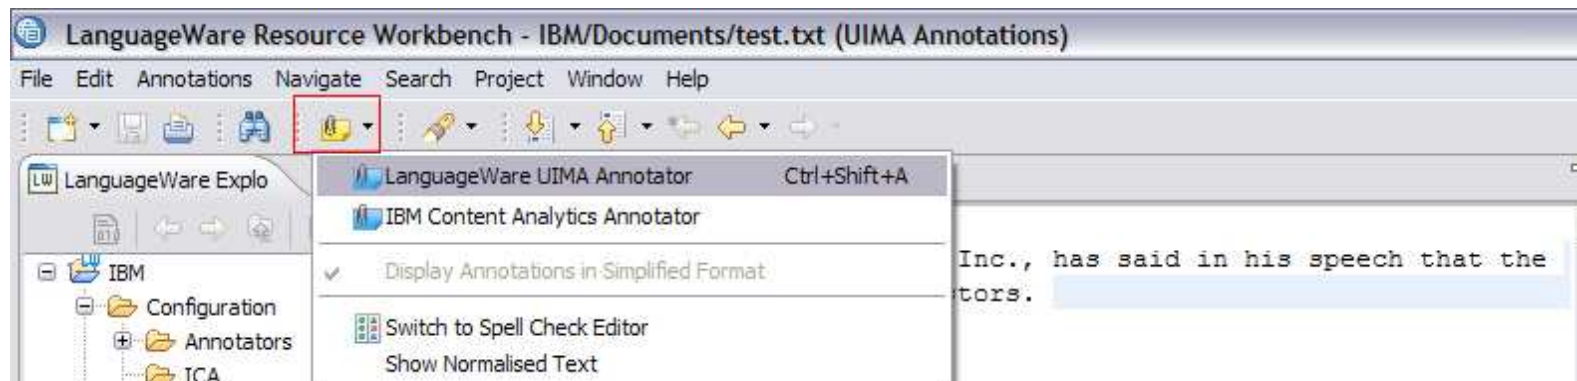 LanguageWare Resource Workbench - IBM/Documents/test.txt (UIMA Annotations)
File Edit Annotations Navigate Search Project Window Help
LW LanguageWare Explo
LanguageWare UIMA Annotator Ctrl+Shift+A
IBM Content Analytics Annotator
Display Annotations in Simplified Format
Switch to Spell Check Editor
Show Normalised Text
LW IBM
Configuration
Annotators
ICA
Inc., has said in his speech that the
tors.